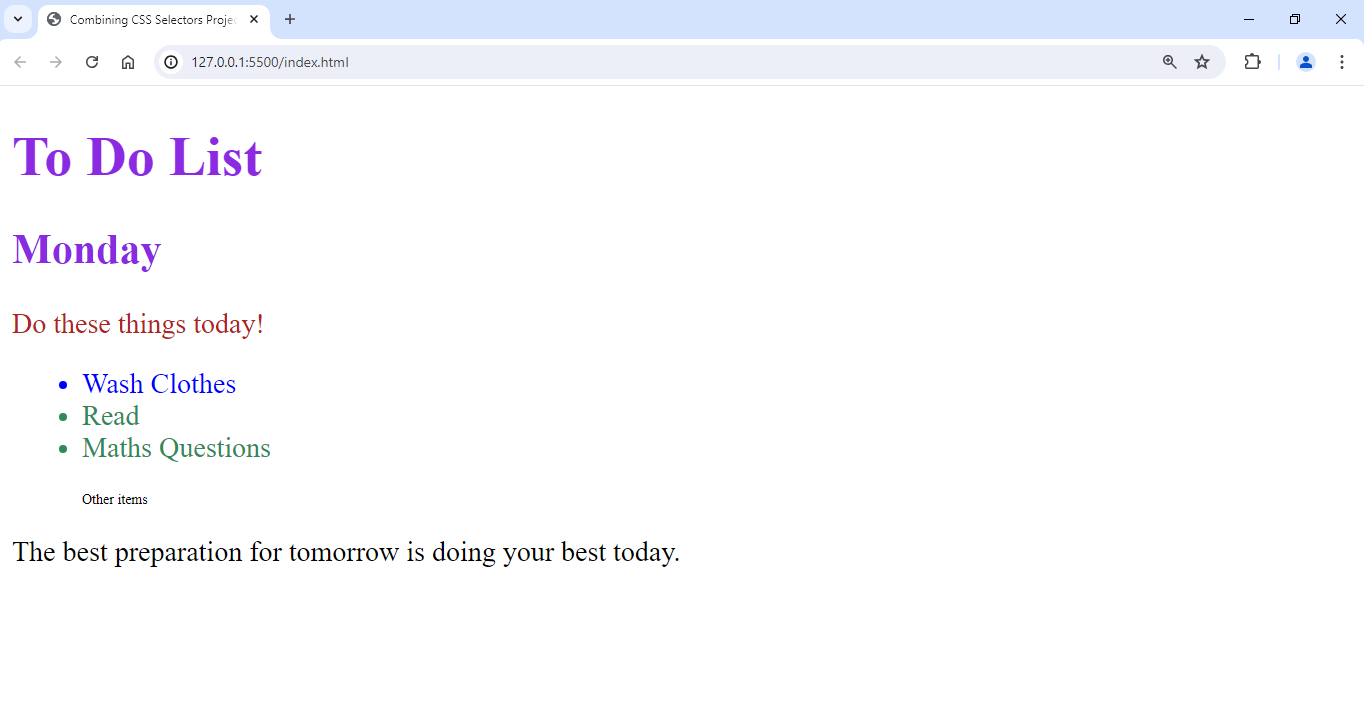 Combining CSS Selectors Proje
127.0.0.1:5500/index.html
To Do List
Monday
Do these things today!
Wash Clothes
Read
Maths Questions
Other items
The best preparation for tomorrow is doing your best today.